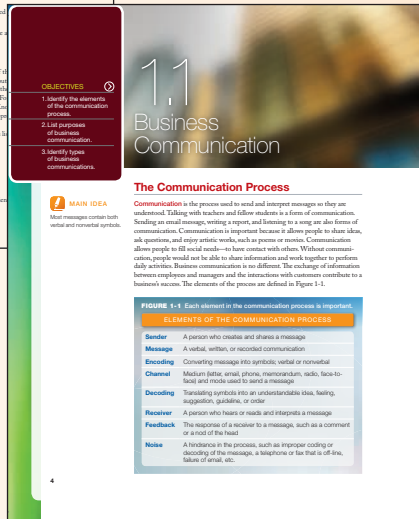 OBJECTIVES
1. Identify the elements
of the communication
process.
2. List purposes
of business
communication.
3. Identify types
of business
communications.
1.1
Business
Communication
MAIN IDEA
Most messages contain both
verbal and nonverbal symbols.
The Communication Process
Communication is the process used to send and interpret messages so they are
understood. Talking with teachers and fellow students is a form of communication.
Sending an email message, writing a report, and listening to a song are also forms of
communication. Communication is important because it allows people to share ideas,
ask questions, and enjoy artistic works, such as poems or movies. Communication
allows people to fill social needs—to have contact with others. Without communi-
cation, people would not be able to share information and work together to perform
daily activities. Business communication is no different. The exchange of information
between employees and managers and the interactions with customers contribute to a
business's success. The elements of the process are defined in Figure 1-1.
FIGURE 1-1 Each element in the communication process is important.
ELEMENTS OF THE COMMUNICATION PROCESS
Sender A person who creates and shares a message
Message A verbal, written, or recorded communication
Encoding Converting message into symbols; verbal or nonverbal
Channel Medium (letter, email, phone, memorandum, radio, face-to-
face) and mode used to send a message
Decoding Translating symbols into an understandable idea, feeling,
suggestion, guideline, or order
Receiver A person who hears or reads and interprets a message
Feedback The response of a receiver to a message, such as a comment
or a nod of the head
Noise A hindrance in the process, such as improper coding or
decoding of the message, a telephone or fax that is off-line,
failure of email, etc.
4